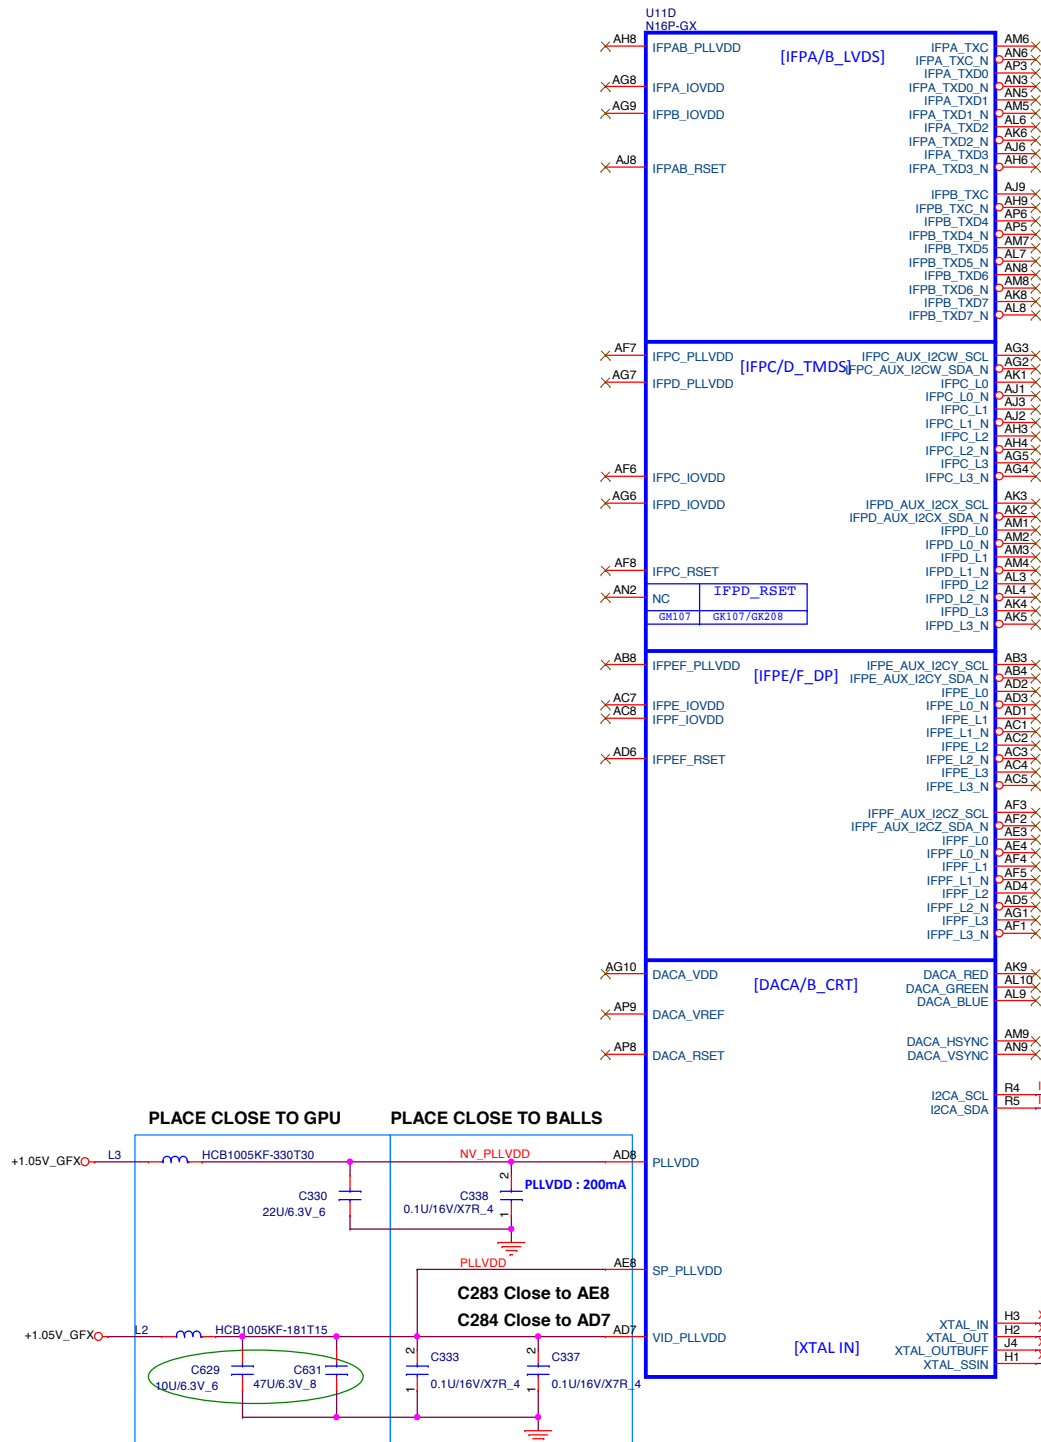 U11D
N16P-GX
[IFPA/B_LVDS]
AH8 IFPAB_PLLVDD
AG8 IFPA_IOVDD
AG9 IFPB_IOVDD
AJ8 IFPAB_RSET
IFPA_TXC AM6
IFPA_TXC_N AN6
IFPA_TXD0 AP3
IFPA_TXD0_N AN3
IFPA_TXD1 AN5
IFPA_TXD1_N AM5
IFPA_TXD2 AL6
IFPA_TXD2_N AK6
IFPA_TXD3 AJ6
IFPA_TXD3_N AH6
IFPB_TXC AJ9
IFPB_TXC_N AH9
IFPB_TXD4 AP6
IFPB_TXD4_N AP5
IFPB_TXD5 AM7
IFPB_TXD5_N AL7
IFPB_TXD6 AN8
IFPB_TXD6_N AM8
IFPB_TXD7 AK8
IFPB_TXD7_N AL8
[IFPC/D_TMDS]
AF7 IFPC_PLLVDD
AG7 IFPD_PLLVDD
AF6 IFPC_IOVDD
AG6 IFPD_IOVDD
AF8 IFPC_RSET
AN2 NC IFPD_RSET
GM107 GK107/GK208
IFPC_AUX_I2CW_SCL AG3
IFPC_AUX_I2CW_SDA_N AG2
IFPC_L0 AK1
IFPC_L0_N AJ1
IFPC_L1 AJ3
IFPC_L1_N AJ2
IFPC_L2 AH3
IFPC_L2_N AH4
IFPC_L3 AG5
IFPC_L3_N AG4
IFPD_AUX_I2CX_SCL AK3
IFPD_AUX_I2CX_SDA_N AK2
IFPD_L0 AM1
IFPD_L0_N AM2
IFPD_L1 AM3
IFPD_L1_N AM4
IFPD_L2 AL3
IFPD_L2_N AL4
IFPD_L3 AK4
IFPD_L3_N AK5
[IFPE/F_DP]
AB8 IFPEF_PLLVDD
AC7 IFPE_IOVDD
AC8 IFPF_IOVDD
AD6 IFPEF_RSET
IFPE_AUX_I2CY_SCL AB3
IFPE_AUX_I2CY_SDA_N AB4
IFPE_L0 AD2
IFPE_L0_N AD3
IFPE_L1 AD1
IFPE_L1_N AC1
IFPE_L2 AC2
IFPE_L2_N AC3
IFPE_L3 AC4
IFPE_L3_N AC5
IFPF_AUX_I2CZ_SCL AF3
IFPF_AUX_I2CZ_SDA_N AF2
IFPF_L0 AE3
IFPF_L0_N AE4
IFPF_L1 AF4
IFPF_L1_N AF5
IFPF_L2 AD4
IFPF_L2_N AD5
IFPF_L3 AG1
IFPF_L3_N AF1
[DACA/B_CRT]
AG10 DACA_VDD
AP9 DACA_VREF
AP8 DACA_RSET
DACA_RED AK9
DACA_GREEN AL10
DACA_BLUE AL9
DACA_HSYNC AM9
DACA_VSYNC AN9
I2CA_SCL R4
I2CA_SDA R5
PLACE CLOSE TO GPU PLACE CLOSE TO BALLS
+1.05V_GFX L3 HCB1005KF-330T30 NV_PLLVDD AD8 PLLVDD
C330
22U/6.3V_6
C338
0.1U/16V/X7R_4
2
1
PLLVDD : 200mA
PLLVDD AE8 SP_PLLVDD
C283 Close to AE8
C284 Close to AD7
+1.05V_GFX L2 HCB1005KF-181T15 AD7 VID_PLLVDD
C629
10U/6.3V_6
C631
47U/6.3V_8
2
1
C333
0.1U/16V/X7R_4
2
1
C337
0.1U/16V/X7R_4
[XTAL IN]
XTAL_IN H3
XTAL_OUT H2
XTAL_OUTBUFF J4
XTAL_SSIN H1